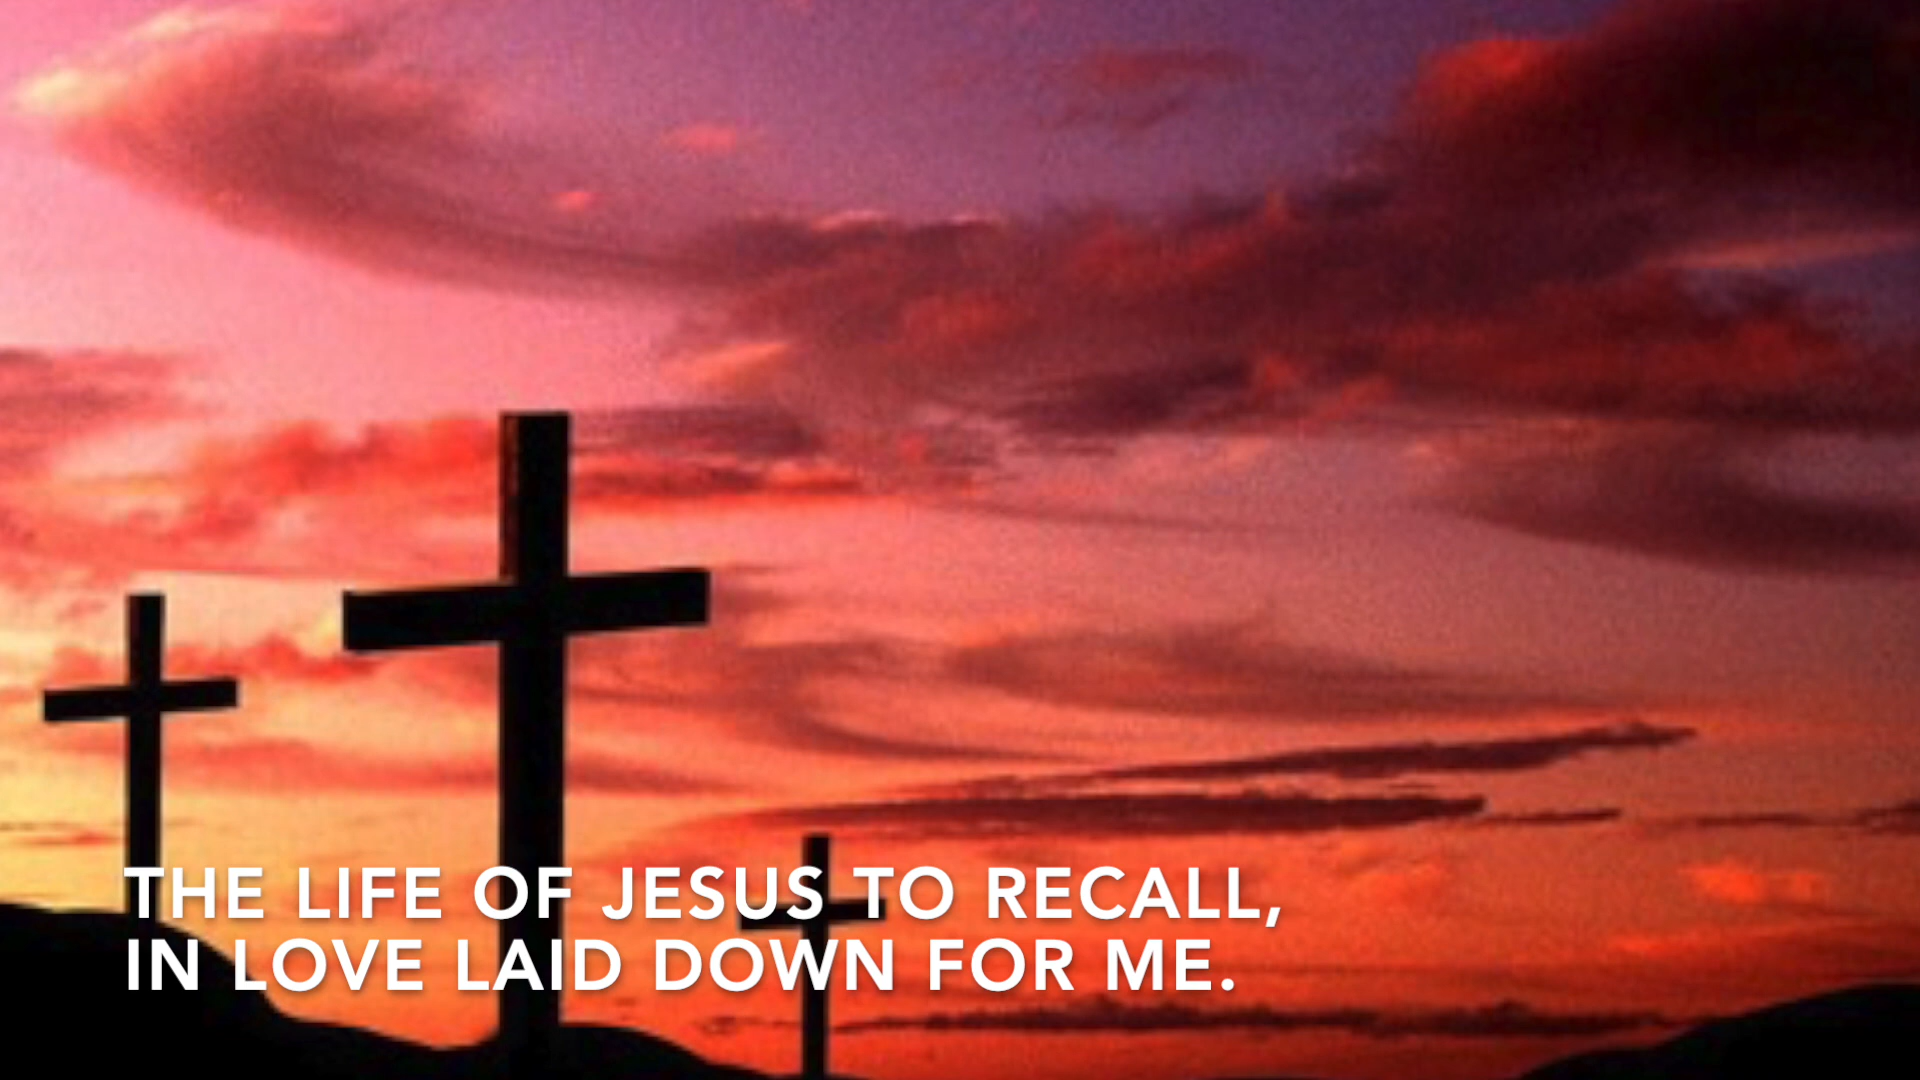 THE LIFE OF JESUS TO RECALL,
IN LOVE LAID DOWN FOR ME.